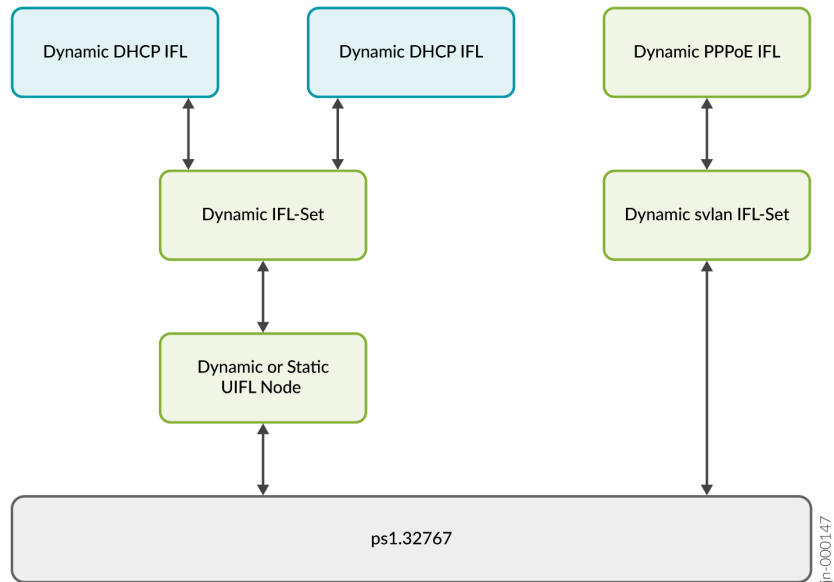 Dynamic DHCP IFL
Dynamic DHCP IFL
Dynamic PPPoE IFL
Dynamic IFL-Set
Dynamic svlan IFL-Set
Dynamic or Static
UIFL Node
ps1.32767
jn-000147